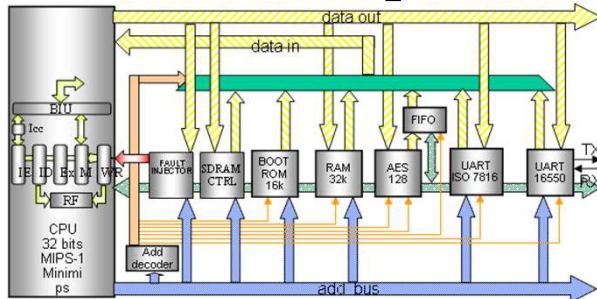 data out
data in
BIU
Icc
IE ID Ex M WR
RF
CPU
32 bits
MIPS-1
Minimi
ps
FAULT
INJECTOR
SDRAM
CTRL
BOOT
ROM
16k
RAM
32k
AES
128
FIFO
UART
ISO 7816
UART
16550
TX
Add
decoder
add bus